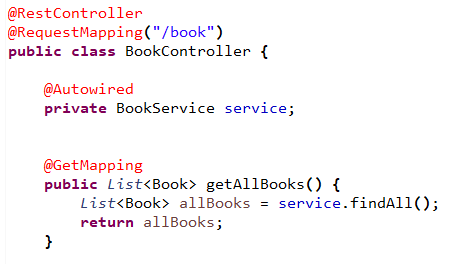 @RestController
@RequestMapping("/book")
public class BookController {
@Autowired
private BookService service;
@GetMapping
public List<Book> getAllBooks() {
List<Book> allBooks = service.findAll();
return allBooks;
}